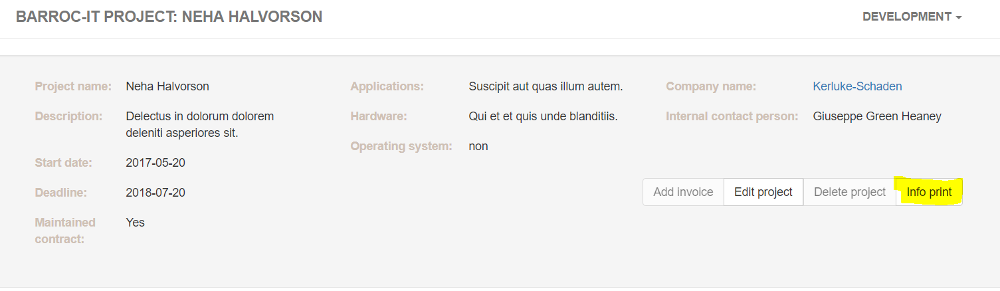 BARROC-IT PROJECT: NEHA HALVORSON
DEVELOPMENT
Project name: Neha Halvorson
Description: Delectus in dolorum dolorem
deleniti asperiores sit.
Start date: 2017-05-20
Deadline: 2018-07-20
Maintained Yes
contract:
Applications: Suscipit aut quas illum autem.
Hardware: Qui et et quis unde blanditiis.
Operating system: non
Company name: Kerluke-Schaden
Internal contact person: Giuseppe Green Heaney
Add invoice Edit project Delete project Info print